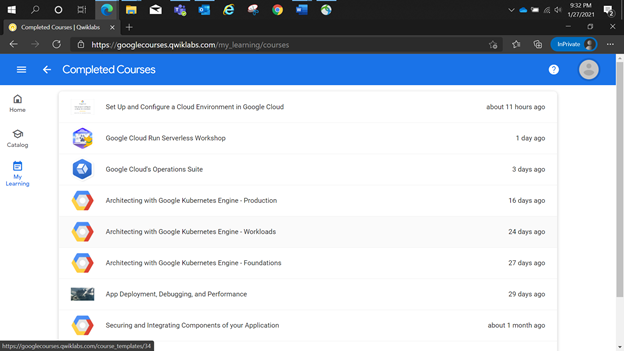 9:32 PM
1/27/2021
2
Completed Courses | Qwiklabs
https://googlecourses.qwiklabs.com/my_learning/courses
InPrivate
Completed Courses
Home
Catalog
My Learning
Set Up and Configure a Cloud Environment in Google Cloud about 11 hours ago
Google Cloud Run Serverless Workshop 1 day ago
Google Cloud's Operations Suite 3 days ago
Architecting with Google Kubernetes Engine - Production 16 days ago
Architecting with Google Kubernetes Engine - Workloads 24 days ago
Architecting with Google Kubernetes Engine - Foundations 27 days ago
App Deployment, Debugging, and Performance 29 days ago
Securing and Integrating Components of your Application about 1 month ago
https://googlecourses.qwiklabs.com/course_templates/34